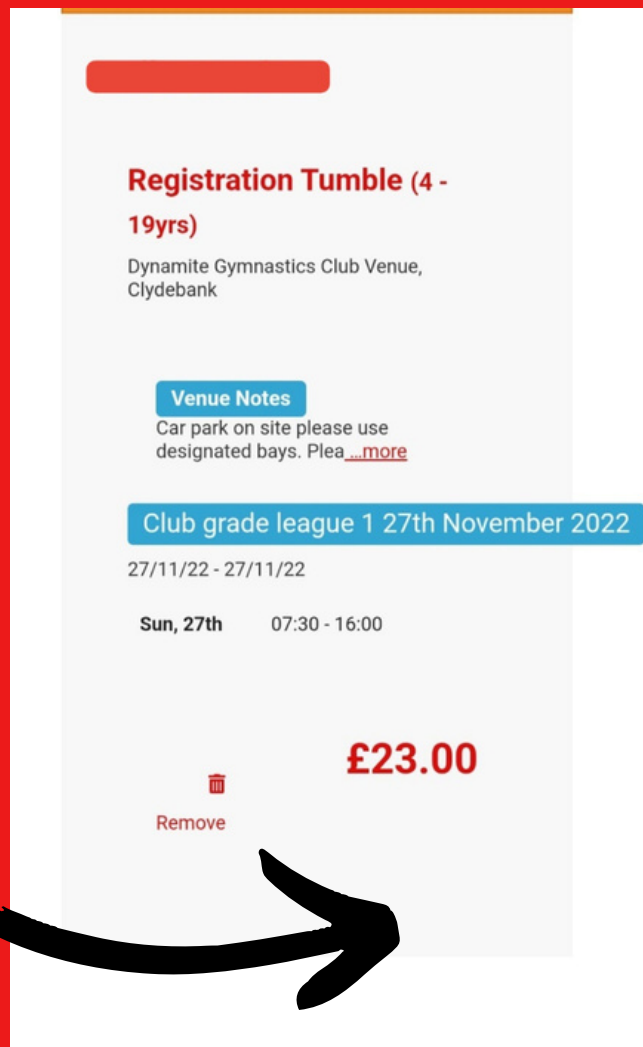 Registration Tumble (4 -
19yrs)
Dynamite Gymnastics Club Venue,
Clydebank
Venue Notes
Car park on site please use
designated bays. Plea ...more
Club grade league 1 27th November 2022
27/11/22 - 27/11/22
Sun, 27th 07:30 - 16:00
£23.00
Remove